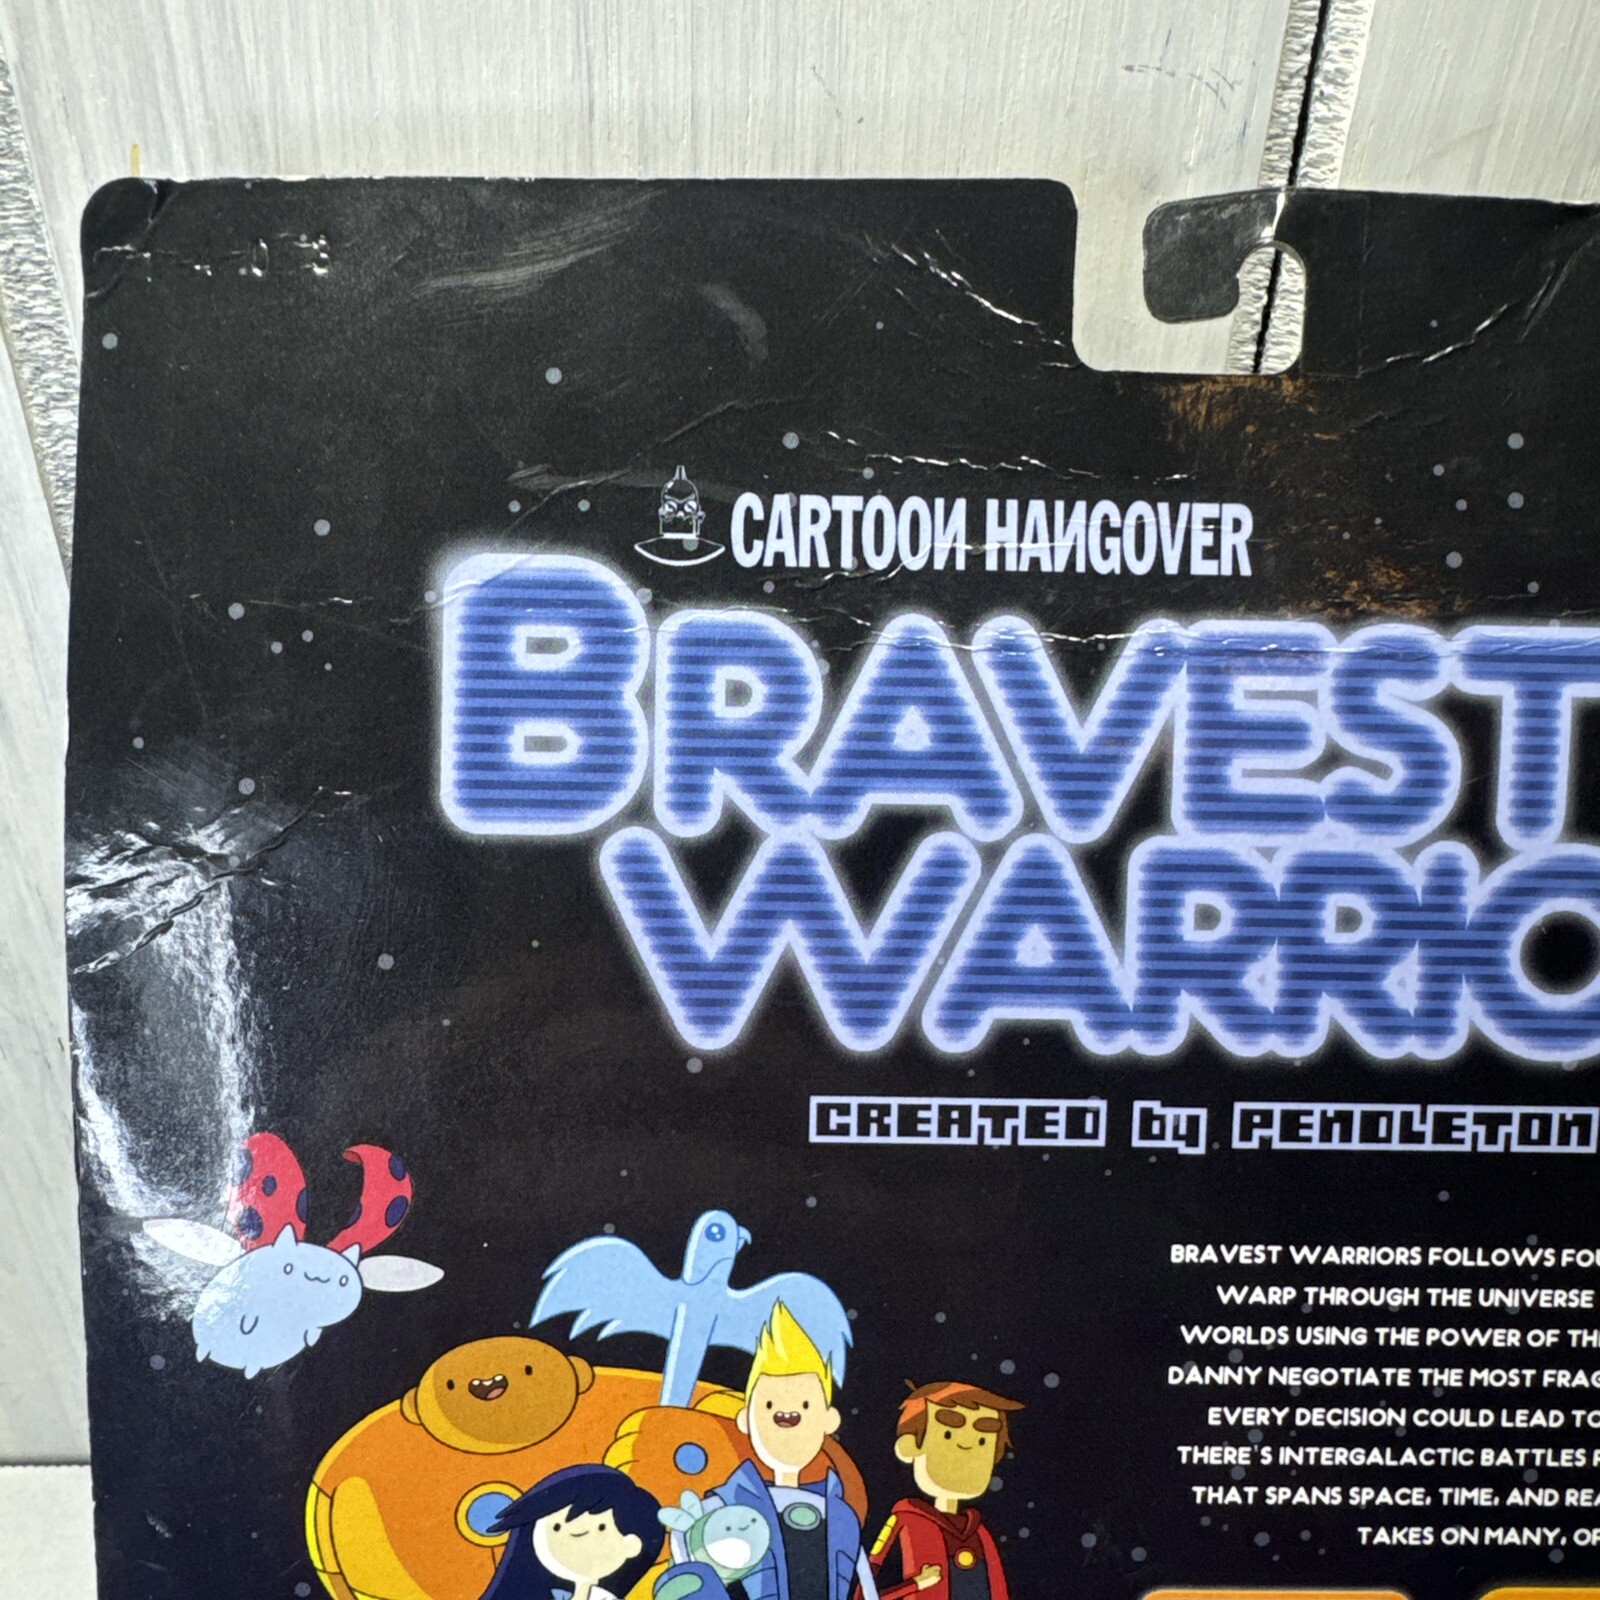 CARTOON HANGOVER
BRAVEST
WARRIO
CREATED by PENDLETON
BRAVEST WARRIORS FOLLOWS FOU
WARP THROUGH THE UNIVERSE
WORLDS USING THE POWER OF TH
DANNY NEGOTIATE THE MOST FRAG
EVERY DECISION COULD LEAD TO
THERE'S INTERGALACTIC BATTLES
THAT SPANS SPACE, TIME, AND REA
TAKES ON MANY, OF